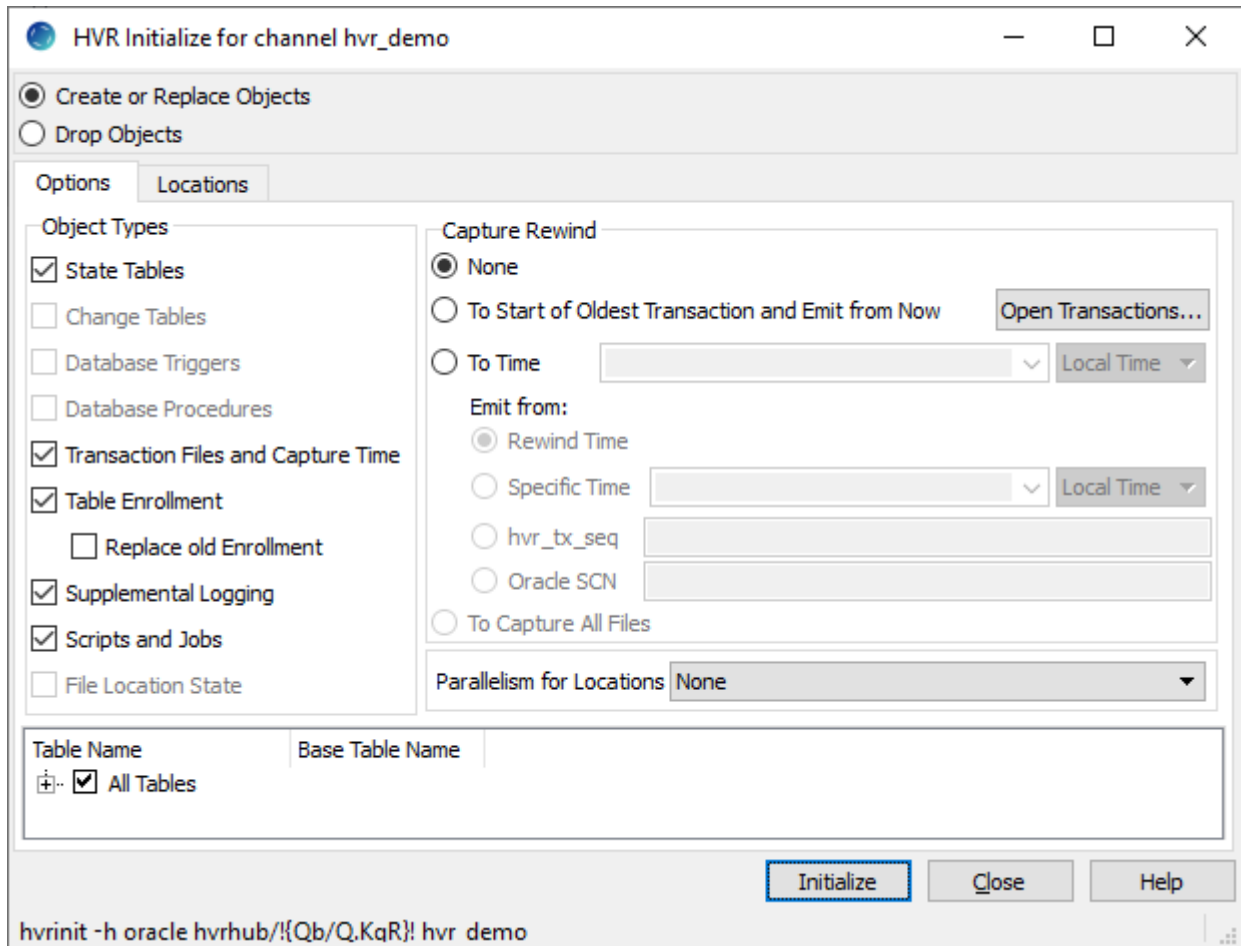 HVR Initialize for channel hvr_demo
Create or Replace Objects
Drop Objects
Options Locations
Object Types
State Tables
Change Tables
Database Triggers
Database Procedures
Transaction Files and Capture Time
Table Enrollment
Replace old Enrollment
Supplemental Logging
Scripts and Jobs
File Location State
Capture Rewind
None
To Start of Oldest Transaction and Emit from Now Open Transactions...
To Time Local Time
Emit from:
Rewind Time
Specific Time Local Time
hvr_tx_seq
Oracle SCN
To Capture All Files
Parallelism for Locations None
Table Name Base Table Name
All Tables
Initialize Close Help
hvrinit -h oracle hvrhub/!{Qb/Q.KqR}! hvr_demo